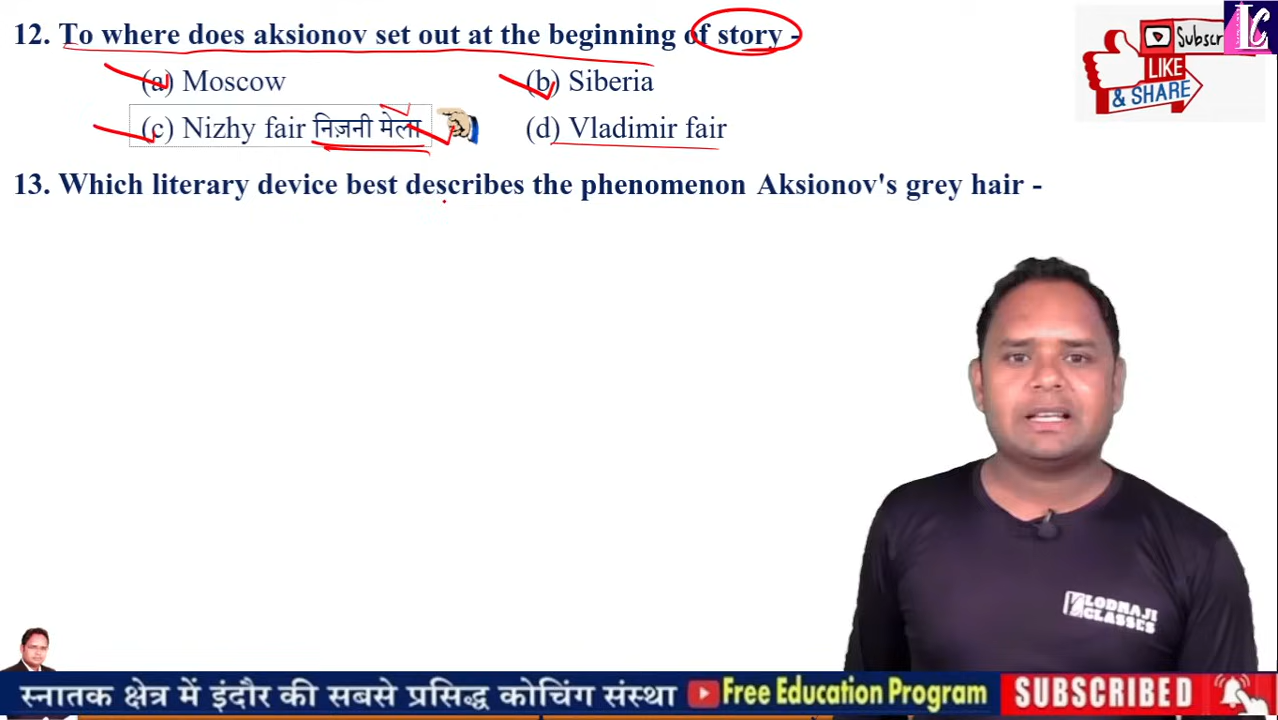 12. To where does aksionov set out at the beginning of story -
(a) Moscow
(b) Siberia
(c) Nizhy fair निज़नी मेला
(d) Vladimir fair
13. Which literary device best describes the phenomenon Aksionov's grey hair -
Subscr
LIKE
& SHARE
LC
LODHAJI
CLASSES
स्नातक क्षेत्र में इंदौर की सबसे प्रसिद्ध कोचिंग संस्था Free Education Program SUBSCRIBED